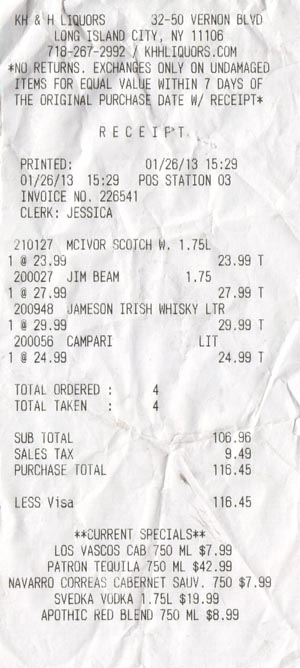 KH & H LIQUORS 32-50 VERNON BLVD
LONG ISLAND CITY, NY 11106
718-267-2992 / KHHLIQUORS.COM
*NO RETURNS. EXCHANGES ONLY ON UNDAMAGED
ITEMS FOR EQUAL VALUE WITHIN 7 DAYS OF
THE ORIGINAL PURCHASE DATE W/ RECEIPT*
RECEIPT
PRINTED: 01/26/13 15:29
01/26/13 15:29 POS STATION 03
INVOICE NO. 226541
CLERK: JESSICA
210127 MCIVOR SCOTCH W. 1.75L
1 @ 23.99 23.99 T
200027 JIM BEAM 1.75
1 @ 27.99 27.99 T
200948 JAMESON IRISH WHISKY LTR
1 @ 29.99 29.99 T
200056 CAMPARI LIT
1 @ 24.99 24.99 T
TOTAL ORDERED : 4
TOTAL TAKEN : 4
SUB TOTAL 106.96
SALES TAX 9.49
PURCHASE TOTAL 116.45
LESS Visa 116.45
**CURRENT SPECIALS**
LOS VASCOS CAB 750 ML $7.99
PATRON TEQUILA 750 ML $42.99
NAVARRO CORREAS CABERNET SAUV. 750 $7.99
SVEDKA VODKA 1.75L $19.99
APOTHIC RED BLEND 750 ML $8.99